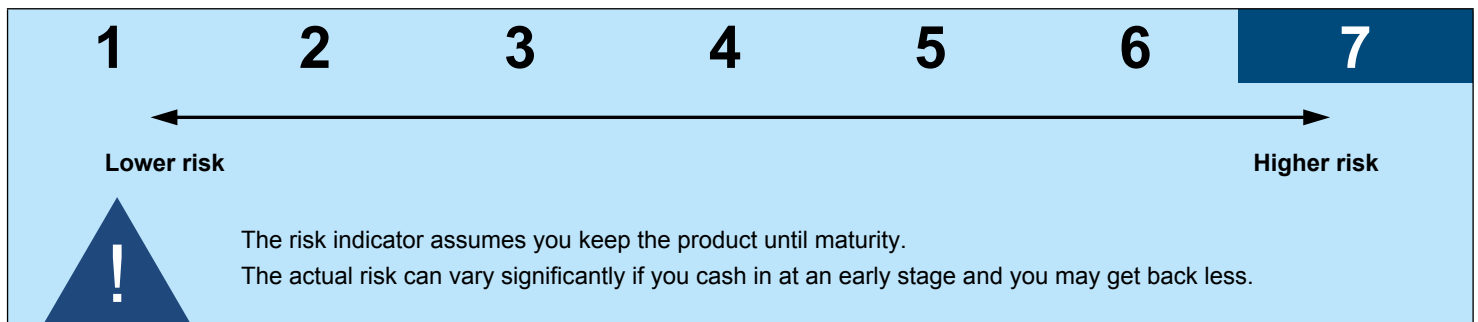 1 2 3 4 5 6 7
Lower risk Higher risk
!
The risk indicator assumes you keep the product until maturity.
The actual risk can vary significantly if you cash in at an early stage and you may get back less.